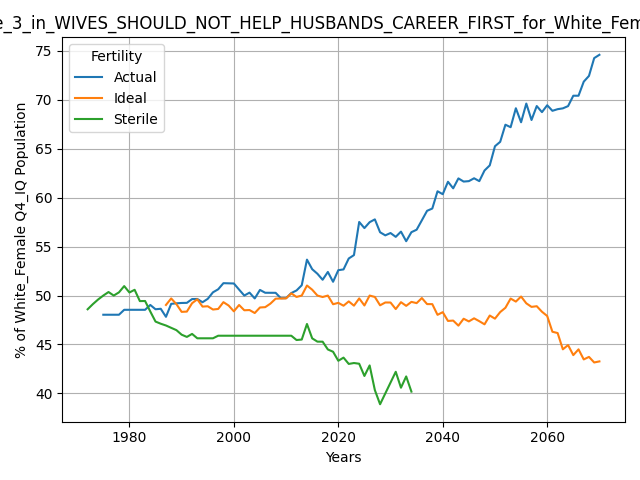 e_3_in_WIVES_SHOULD_NOT_HELP_HUSBANDS_CAREER_FIRST_for_White_Fem
Fertility
Actual
Ideal
Sterile
% of White_Female Q4_IQ Population
75
70
65
60
55
50
45
40
1980
2000
2020
2040
2060
Years